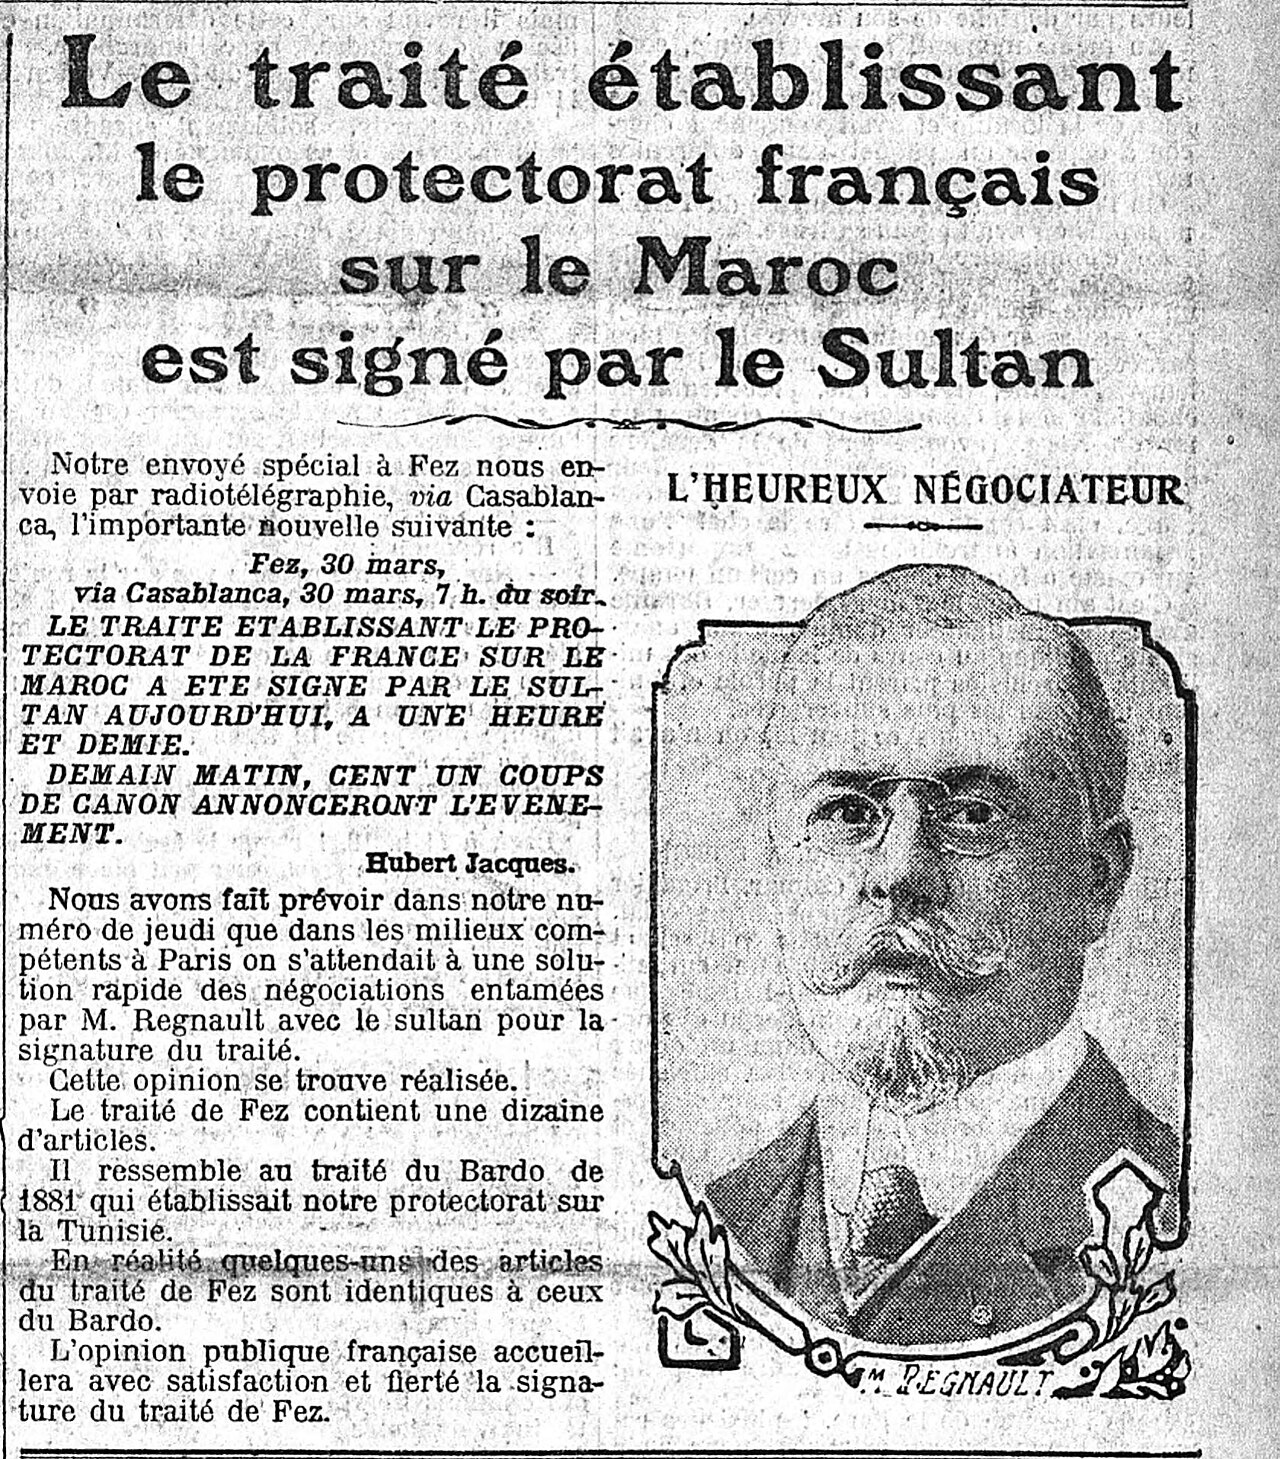 Le traité établissant
le protectorat français
sur le Maroc
est signé par le Sultan
Notre envoyé spécial à Fez nous en-
voie par radiotélégraphie, via Casablan-
ca, l'importante nouvelle suivante :
Fez, 30 mars,
via Casablanca, 30 mars, 7 h. du soir.
LE TRAITE ETABLISSANT LE PRO-
TECTORAT DE LA FRANCE SUR LE
MAROC A ETE SIGNE PAR LE SUL-
TAN AUJOURD'HUI, A UNE HEURE
ET DEMIE.
DEMAIN MATIN, CENT UN COUPS
DE CANON ANNONCERONT L'EVENE-
MENT.
Hubert Jacques.
Nous avons fait prévoir dans notre nu-
méro de jeudi que dans les milieux com-
pétents à Paris on s'attendait à une solu-
tion rapide des négociations entamées
par M. Regnault avec le sultan pour la
signature du traité.
Cette opinion se trouve réalisée.
Le traité de Fez contient une dizaine
d'articles.
Il ressemble au traité du Bardo de
1881 qui établissait notre protectorat sur
la Tunisie.
En réalité quelques-uns des articles
du traité de Fez sont identiques à ceux
du Bardo.
L'opinion publique française accueil-
lera avec satisfaction et fierté la signa-
ture du traité de Fez.
L'HEUREUX NÉGOCIATEUR
M. REGNAULT